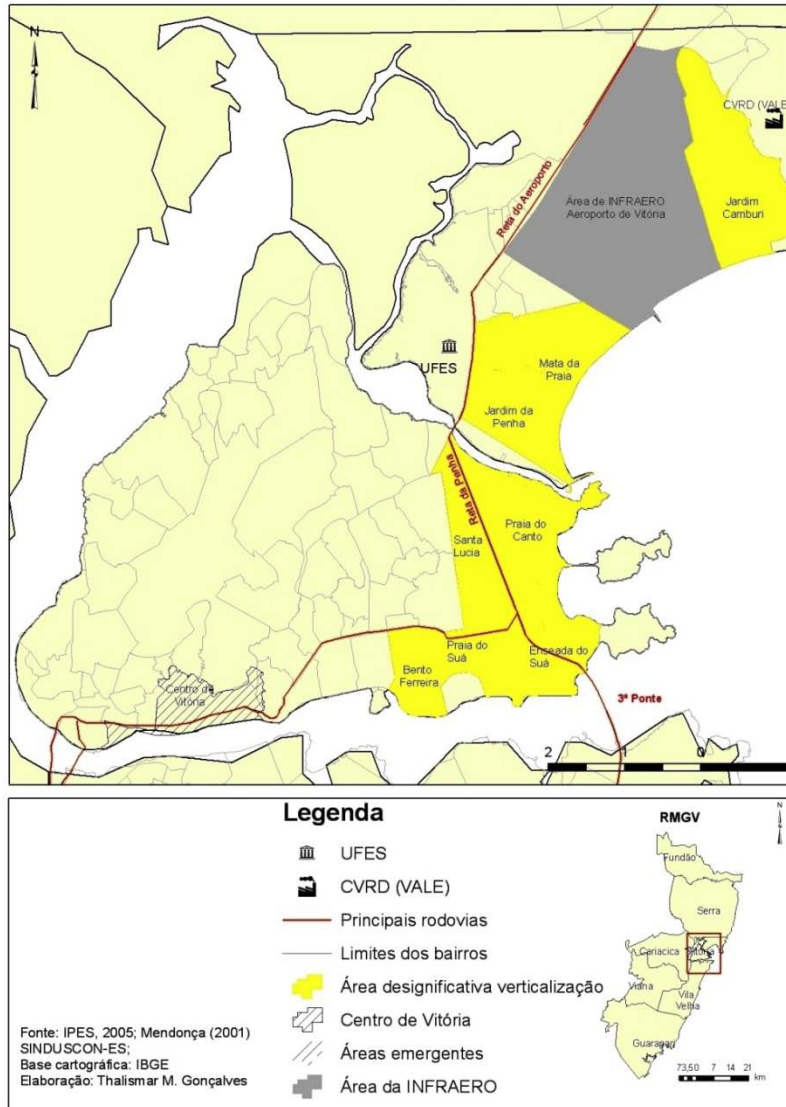 N
CVRD (VALE
Reta do Aeroporto
Área de INFRAERO
Aeroporto de Vitória
Jardim
Camburi
UFES
Mata da
Praia
Jardim da
Penha
Reta da Penha
Praia do
Canto
Santa
Lucia
Praia do
Suá
Enseada do
Suá
Bento
Ferreira
Centro de
Vitória
3ª Ponte
2 1 0
Legenda
UFES
CVRD (VALE)
Principais rodovias
Limites dos bairros
Área designificativa verticalização
Centro de Vitória
Áreas emergentes
Área da INFRAERO
RMGV
N
Fundão
Serra
Cariacica
Vitória
Viana
Vila
Velha
Guarapari
73,50 7 14 21
km
Fonte: IPES, 2005; Mendonça (2001)
SINDUSCON-ES;
Base cartográfica: IBGE
Elaboração: Thalismar M. Gonçalves